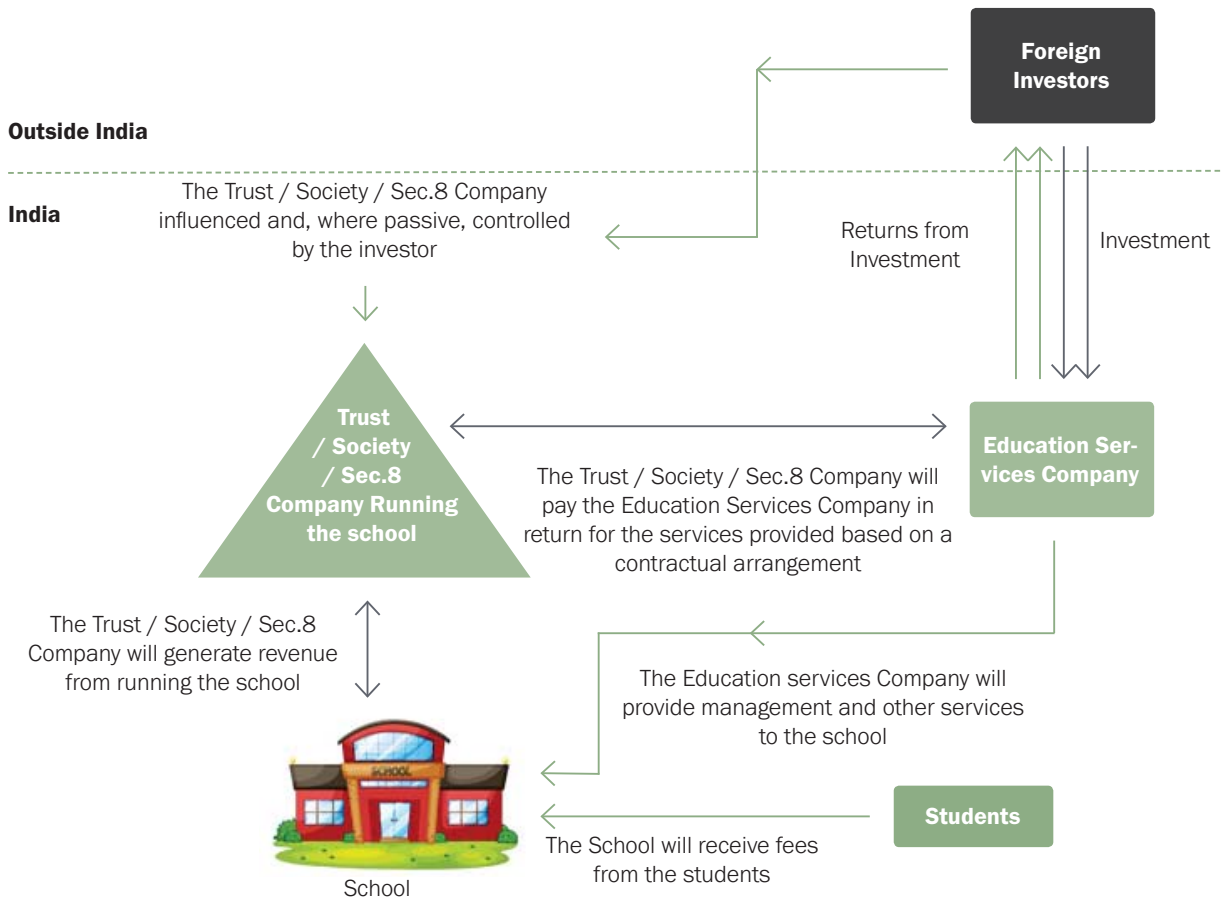 Foreign
Investors
Outside India
India
The Trust / Society / Sec.8 Company
influenced and, where passive, controlled
by the investor
Returns from
Investment
Investment
Trust
/ Society
/ Sec.8
Company Running
the school
Education Ser-
vices Company
The Trust / Society / Sec.8 Company will
pay the Education Services Company in
return for the services provided based on a
contractual arrangement
The Trust / Society / Sec.8
Company will generate revenue
from running the school
The Education services Company will
provide management and other services
to the school
SCHOOL
Students
The School will receive fees
from the students
School